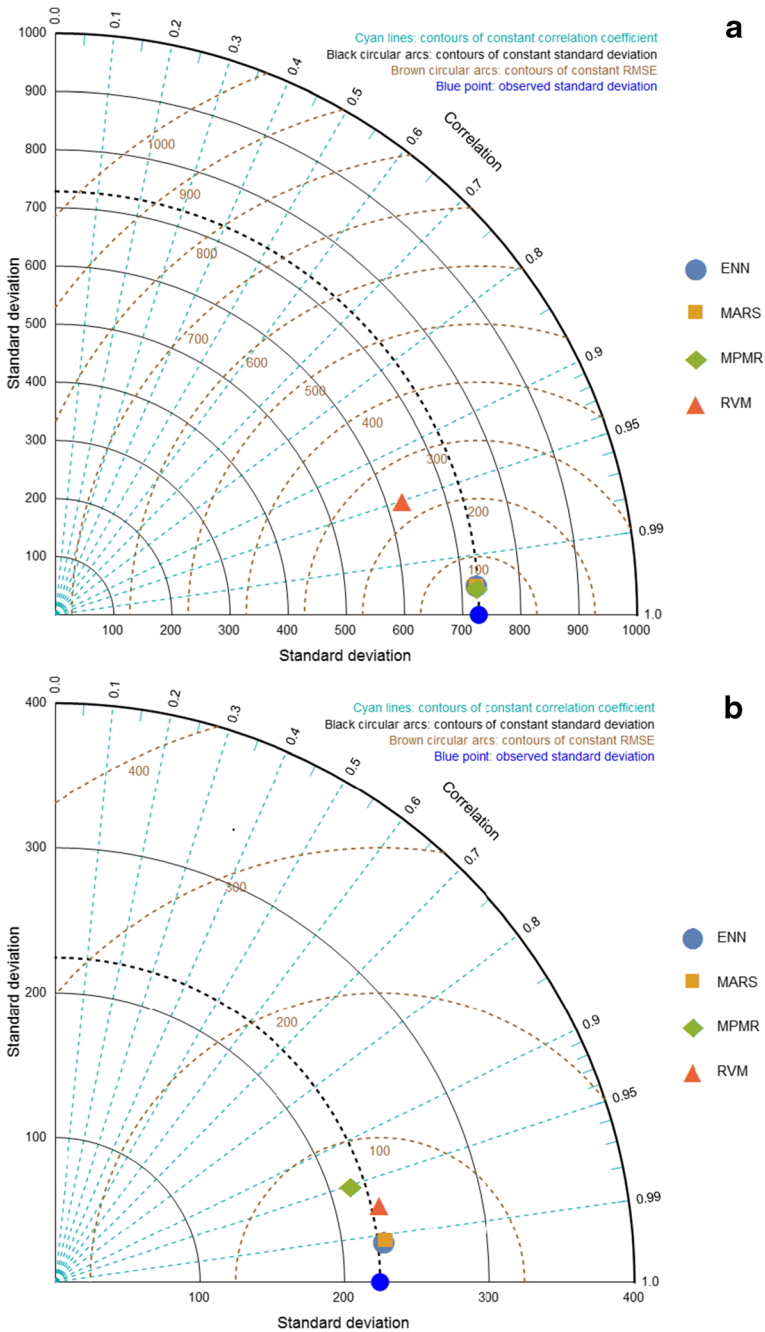 a
Cyan lines: contours of constant correlation coefficient
Black circular arcs: contours of constant standard deviation
Brown circular arcs: contours of constant RMSE
Blue point: observed standard deviation
0.0
0.1
0.2
0.3
0.4
0.5
0.6
Correlation
0.7
0.8
0.9
0.95
0.99
1.0
1000
900
800
700
600
500
400
300
200
100
Standard deviation
1000
900
800
700
600
500
400
300
200
100
100
200
300
400
500
600
700
800
900
1000
Standard deviation
ENN
MARS
MPMR
RVM
b
Cyan lines: contours of constant correlation coefficient
Black circular arcs: contours of constant standard deviation
Brown circular arcs: contours of constant RMSE
Blue point: observed standard deviation
0.0
0.1
0.2
0.3
0.4
0.5
0.6
Correlation
0.7
0.8
0.9
0.95
0.99
1.0
400
300
200
100
Standard deviation
400
300
200
100
100
200
300
400
Standard deviation
ENN
MARS
MPMR
RVM